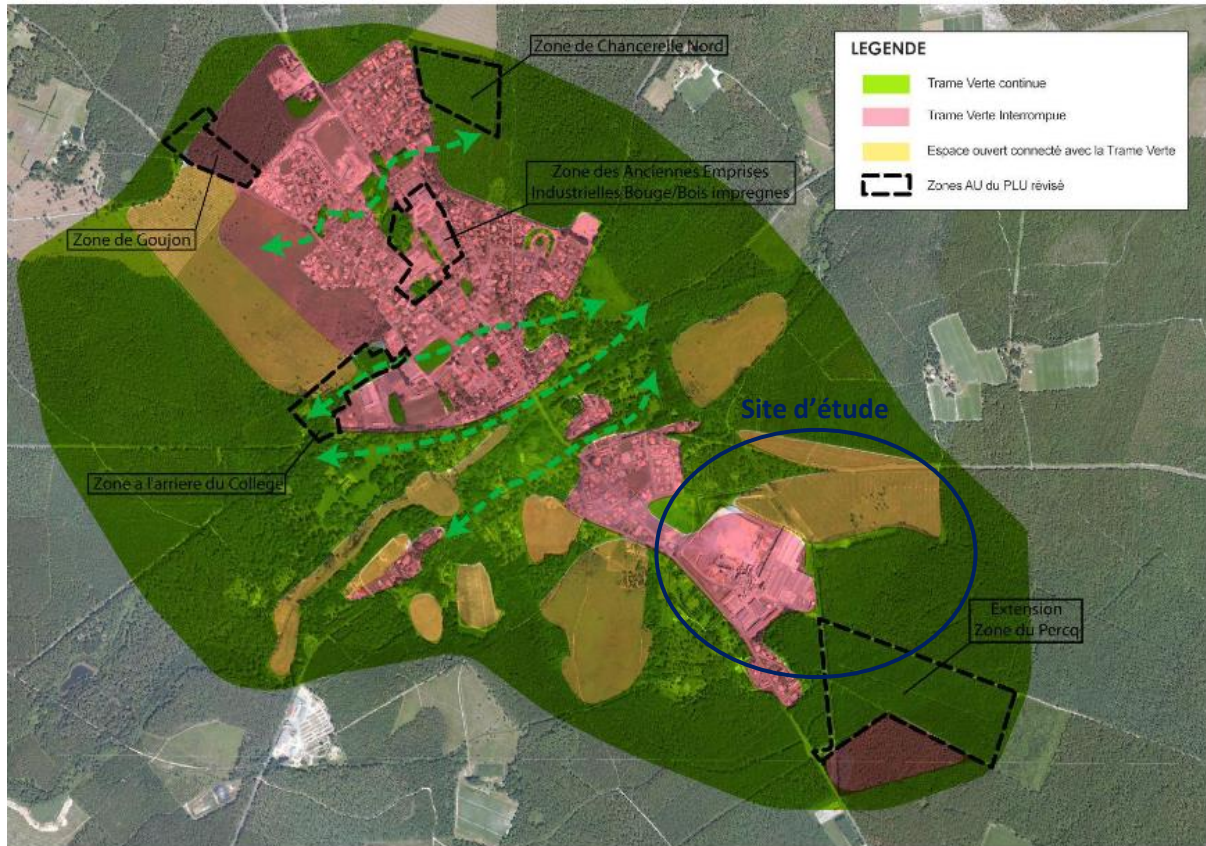 Zone de Chancerelle Nord
LEGENDE
Trame Verte continue
Trame Verte Interrompue
Espace ouvert connecté avec la Trame Verte
Zones AU du PLU révisé
Zone des Anciennes Emprises
Industrielles Bouge/Bois impregnes
Zone de Goujon
Site d'étude
Zone a l'arriere du College
Extension
Zone du Percq